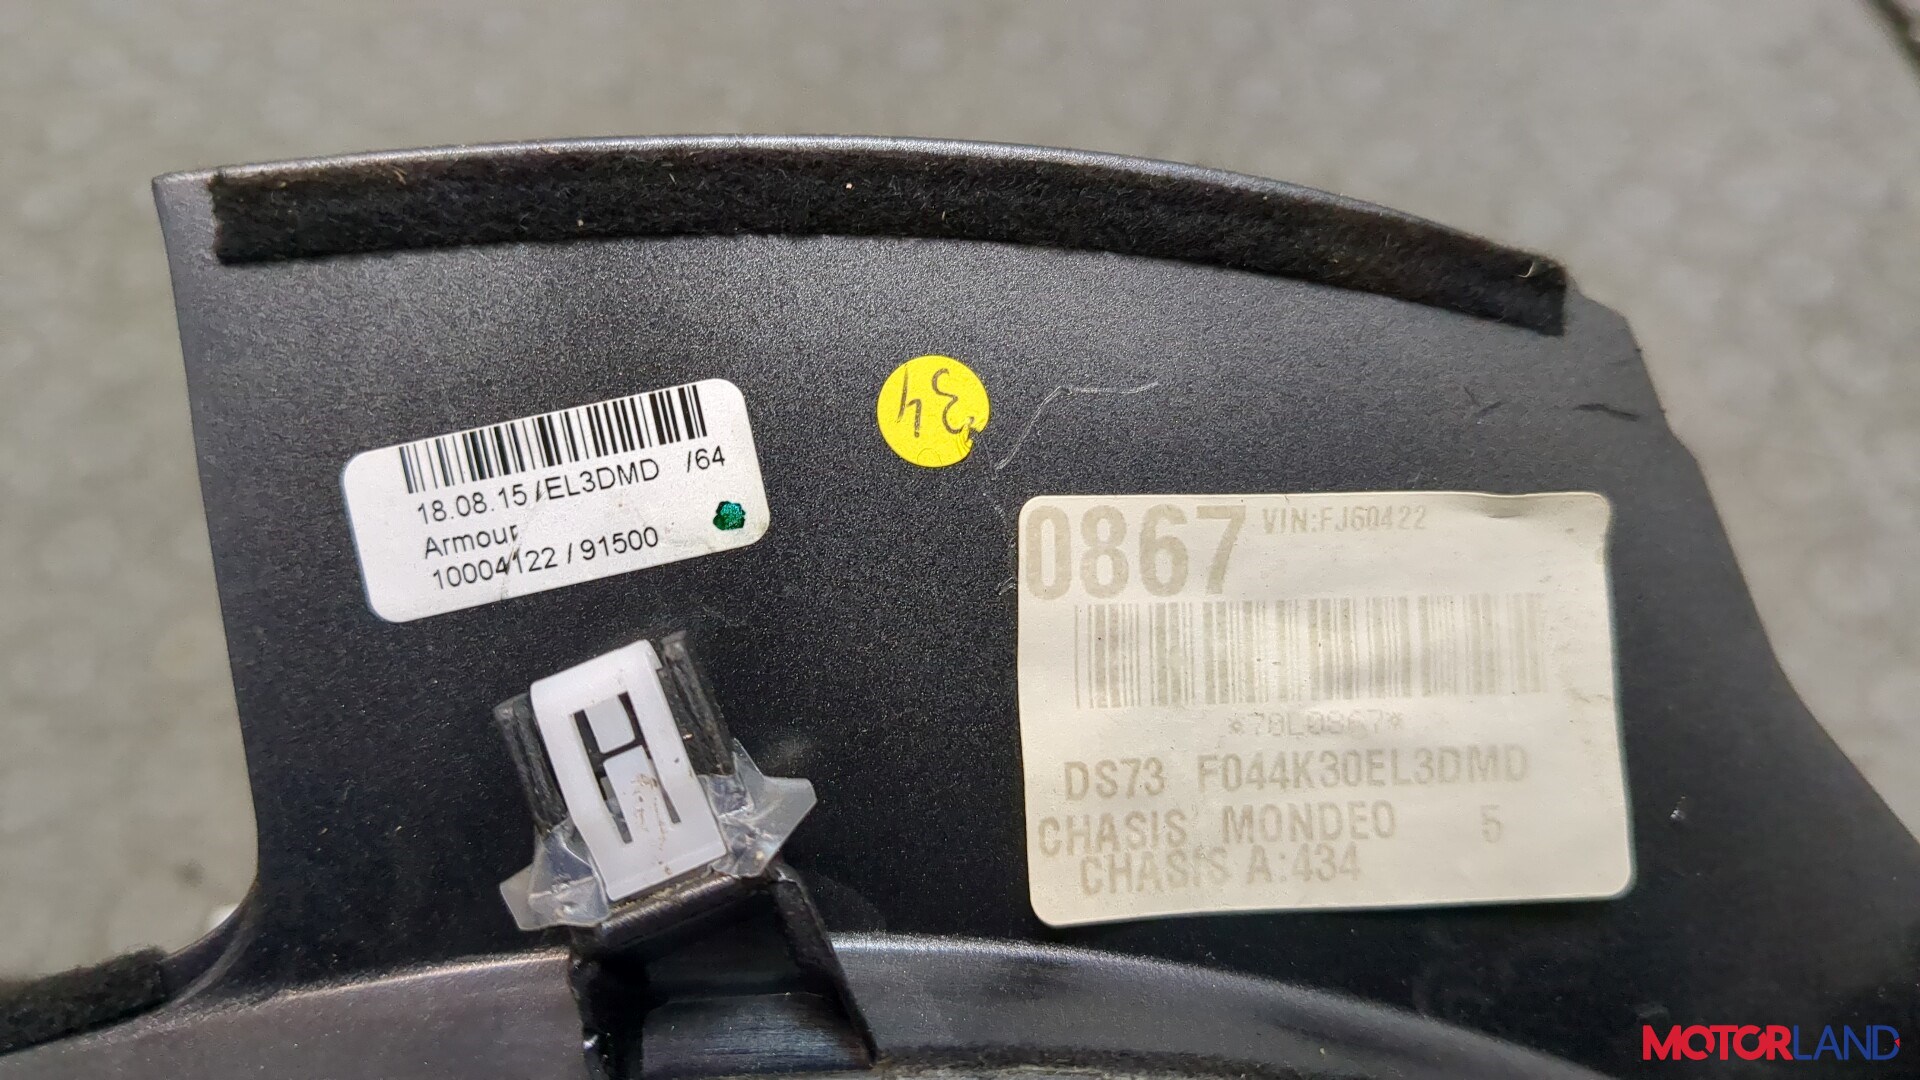 18.08.15/EL3DMD /64
Armour
10004122 / 91500
34
0867 VIN:FJ60422
*70L0867*
DS73 F044K30EL3DMD
CHASIS MONDEO 5
CHASIS A:434
MOTORLAND